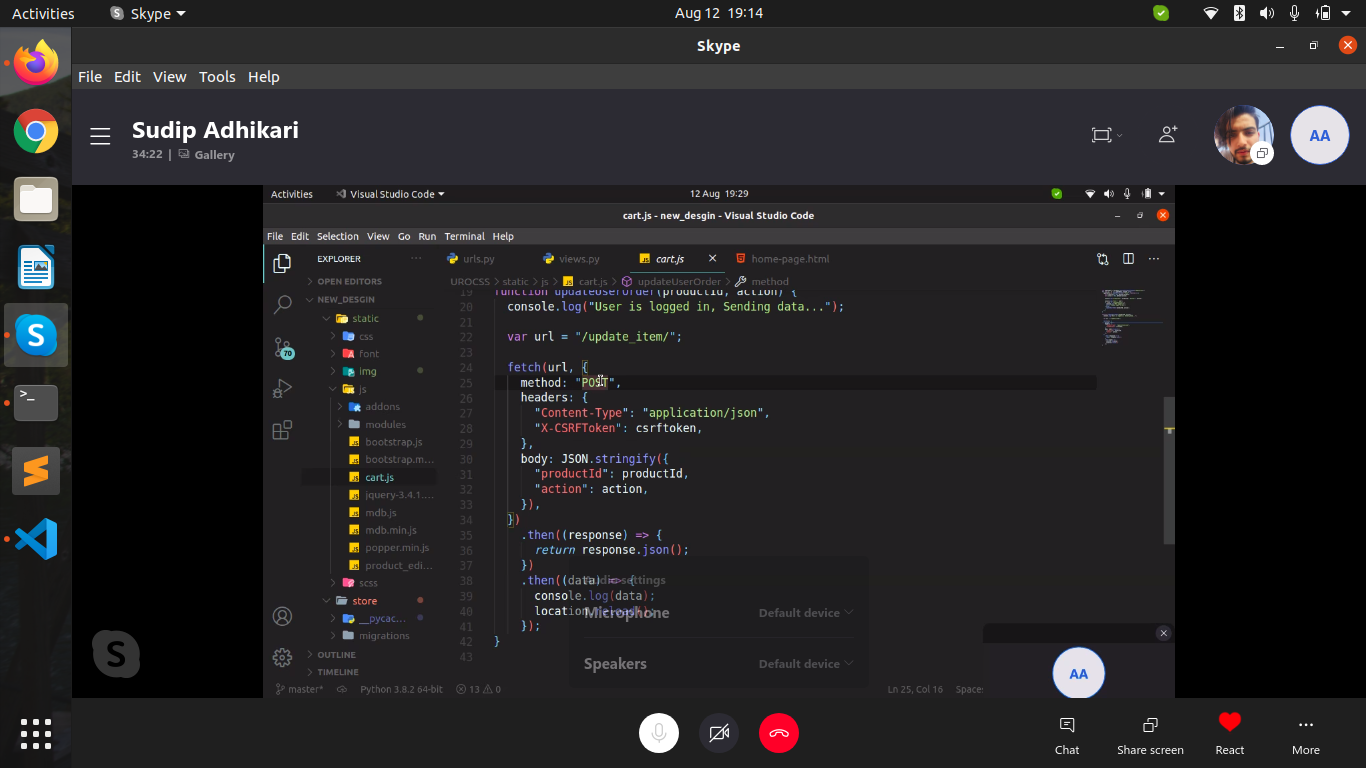 Activities Skype Aug 12 19:14
Skype
File Edit View Tools Help
Sudip Adhikari
34:22 | Gallery
AA
Activities Visual Studio Code 12 Aug 19:29
cart.js - new_desgin - Visual Studio Code
File Edit Selection View Go Run Terminal Help
EXPLORER ... urls.py views.py cart.js home-page.html
OPEN EDITORS
UROCSS > static > js > cart.js > updateUserOrder > method
NEW_DESGIN
static
css
font
img
js
addons
modules
bootstrap.js
bootstrap.m...
cart.js
jquery-3.4.1....
mdb.js
mdb.min.js
popper.min.js
product_edi...
scss
store
__pycac...
migrations
OUTLINE
TIMELINE
70
19 function updateUserOrder(productId, action) {
20 console.log("User is logged in, Sending data...");
21
22 var url = "/update_item/";
23
24 fetch(url, {
25 method: "POST",
26 headers: {
27 "Content-Type": "application/json",
28 "X-CSRFToken": csrftoken,
29 },
30 body: JSON.stringify({
31 "productId": productId,
32 "action": action,
33 }),
34 })
35 .then((response) => {
36 return response.json();
37 })
38 .then((data) => {
39 console.log(data);
40 location.reload();
41 });
42 }
43
Audio settings
Microphone Default device
Speakers Default device
AA
master* Python 3.8.2 64-bit 13 0 Ln 25, Col 16 Space:
S
Chat Share screen React More